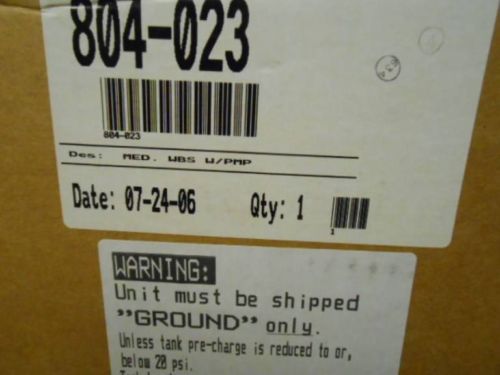 804-023
804-023
Des: MED. WBS W/PMP
Date: 07-24-06 Qty: 1
1
WARNING:
Unit must be shipped
"GROUND" only.
Unless tank pre-charge is reduced to or,
below 20 psi.